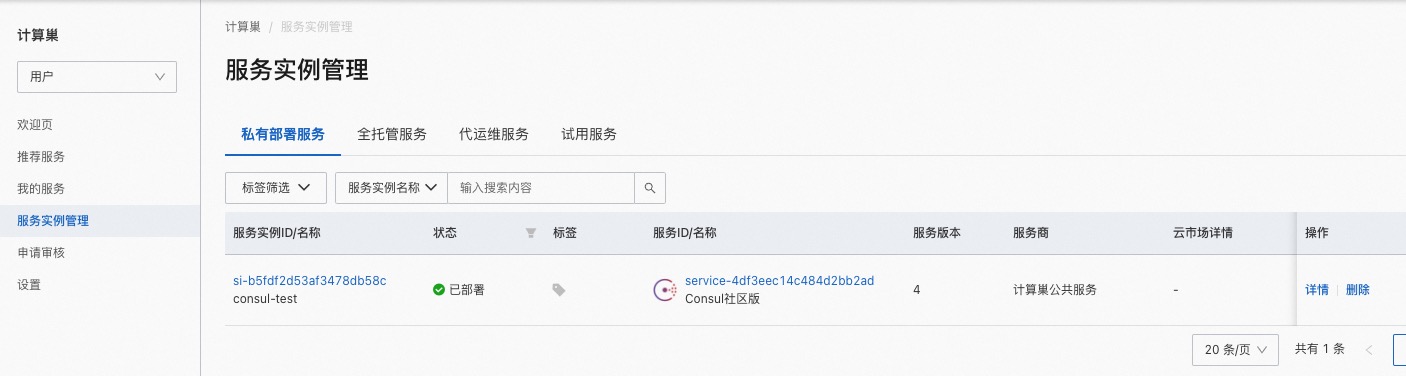 计算巢
用户
欢迎页
推荐服务
我的服务
服务实例管理
申请审核
设置
计算巢 / 服务实例管理
服务实例管理
私有部署服务 全托管服务 代运维服务 试用服务
标签筛选 服务实例名称 输入搜索内容
服务实例ID/名称 状态 标签 服务ID/名称 服务版本 服务商 云市场详情 操作
si-b5fdf2d53af3478db58c
consul-test
已部署
service-4df3eec14c484d2bb2ad
Consul社区版
4 计算巢公共服务 - 详情 删除
20 条/页 共有 1 条